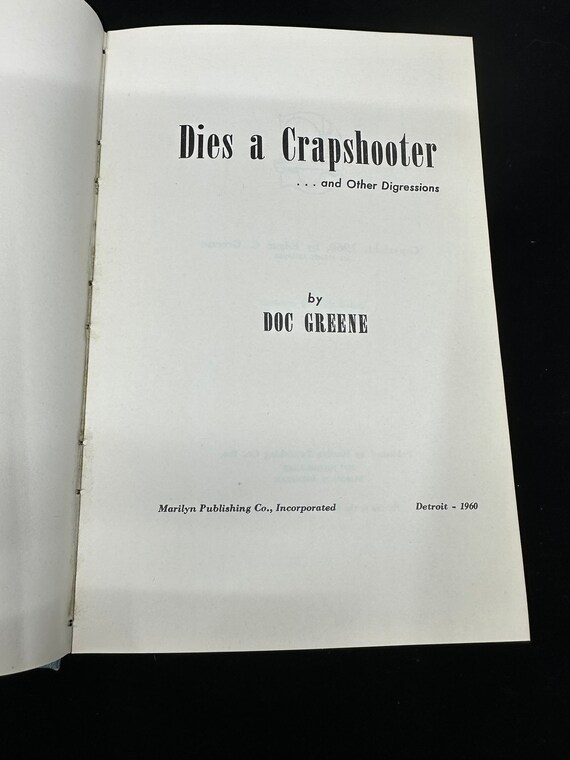 Dies a Crapshooter
. . . and Other Digressions
by
DOC GREENE
Marilyn Publishing Co., Incorporated Detroit - 1960